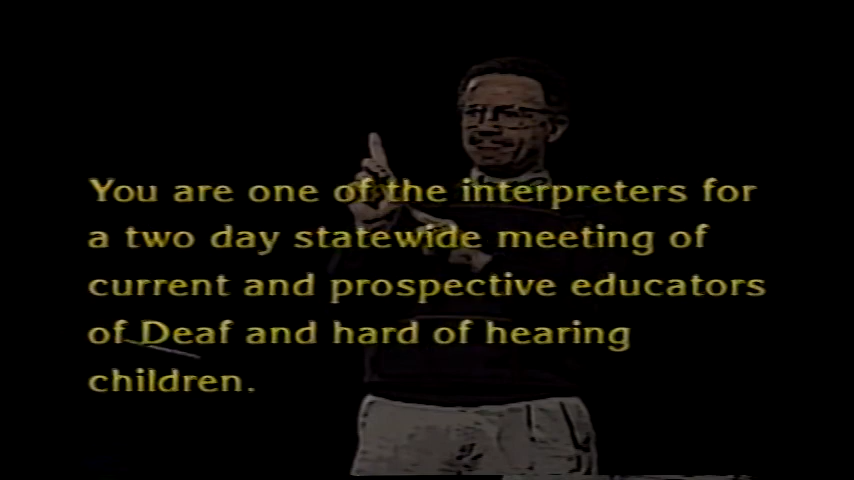 You are one of the interpreters for
a two day statewide meeting of
current and prospective educators
of Deaf and hard of hearing
children.